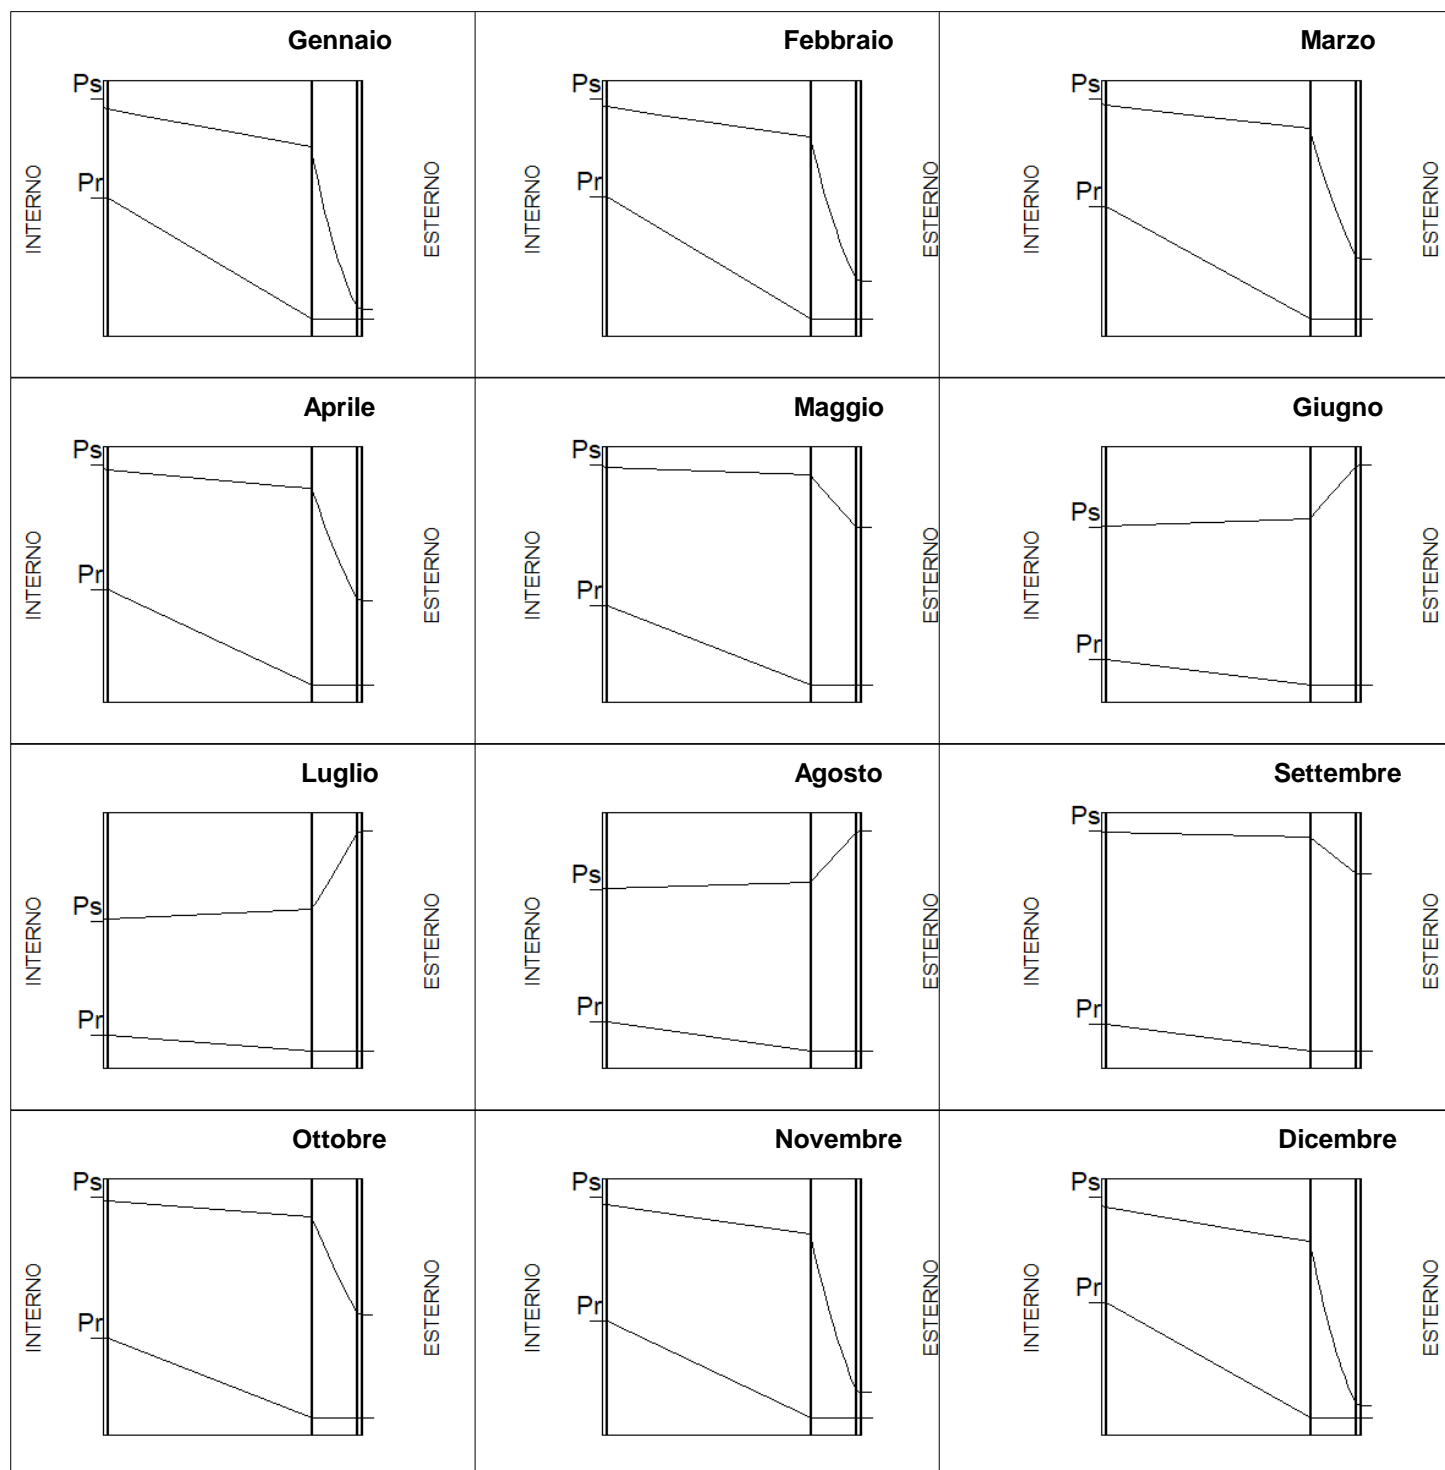 Gennaio
Ps
Pr
INTERNO
ESTERNO
Febbraio
Ps
Pr
INTERNO
ESTERNO
Marzo
Ps
Pr
INTERNO
ESTERNO
Aprile
Ps
Pr
INTERNO
ESTERNO
Maggio
Ps
Pr
INTERNO
ESTERNO
Giugno
Ps
Pr
INTERNO
ESTERNO
Luglio
Ps
Pr
INTERNO
ESTERNO
Agosto
Ps
Pr
INTERNO
ESTERNO
Settembre
Ps
Pr
INTERNO
ESTERNO
Ottobre
Ps
Pr
INTERNO
ESTERNO
Novembre
Ps
Pr
INTERNO
ESTERNO
Dicembre
Ps
Pr
INTERNO
ESTERNO